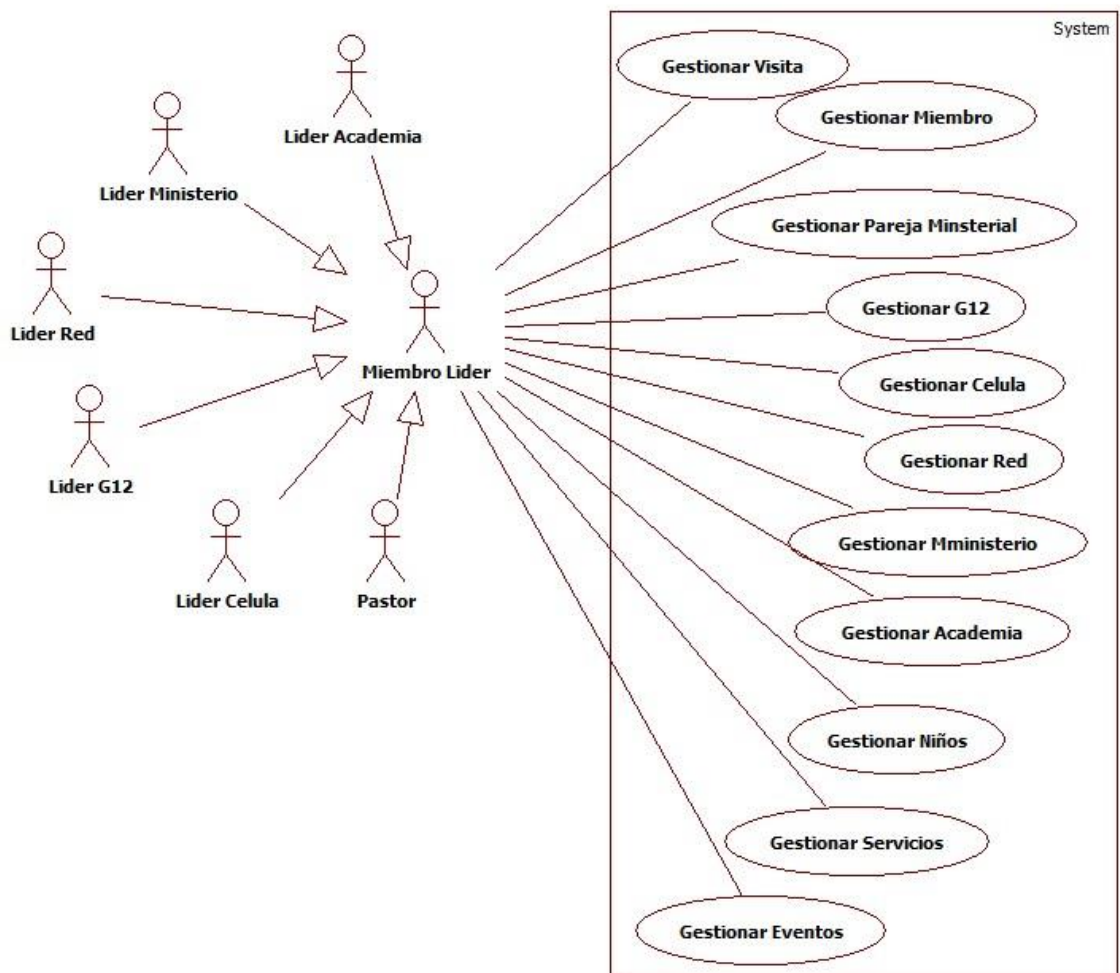 System
Gestionar Visita
Lider Academia
Gestionar Miembro
Lider Ministerio
Gestionar Pareja Minsterial
Lider Red
Gestionar G12
Miembro Lider
Gestionar Celula
Gestionar Red
Lider G12
Gestionar Mministerio
Lider Celula
Pastor
Gestionar Academia
Gestionar Niños
Gestionar Servicios
Gestionar Eventos